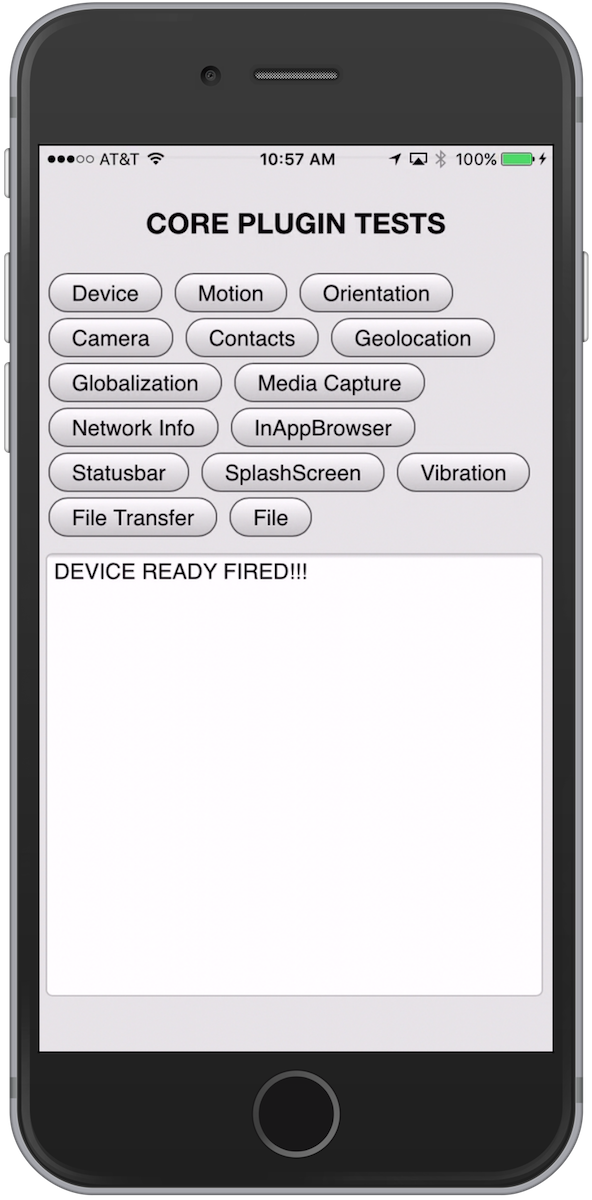 AT&T 10:57 AM 100%
CORE PLUGIN TESTS
Device Motion Orientation
Camera Contacts Geolocation
Globalization Media Capture
Network Info InAppBrowser
Statusbar SplashScreen Vibration
File Transfer File
DEVICE READY FIRED!!!